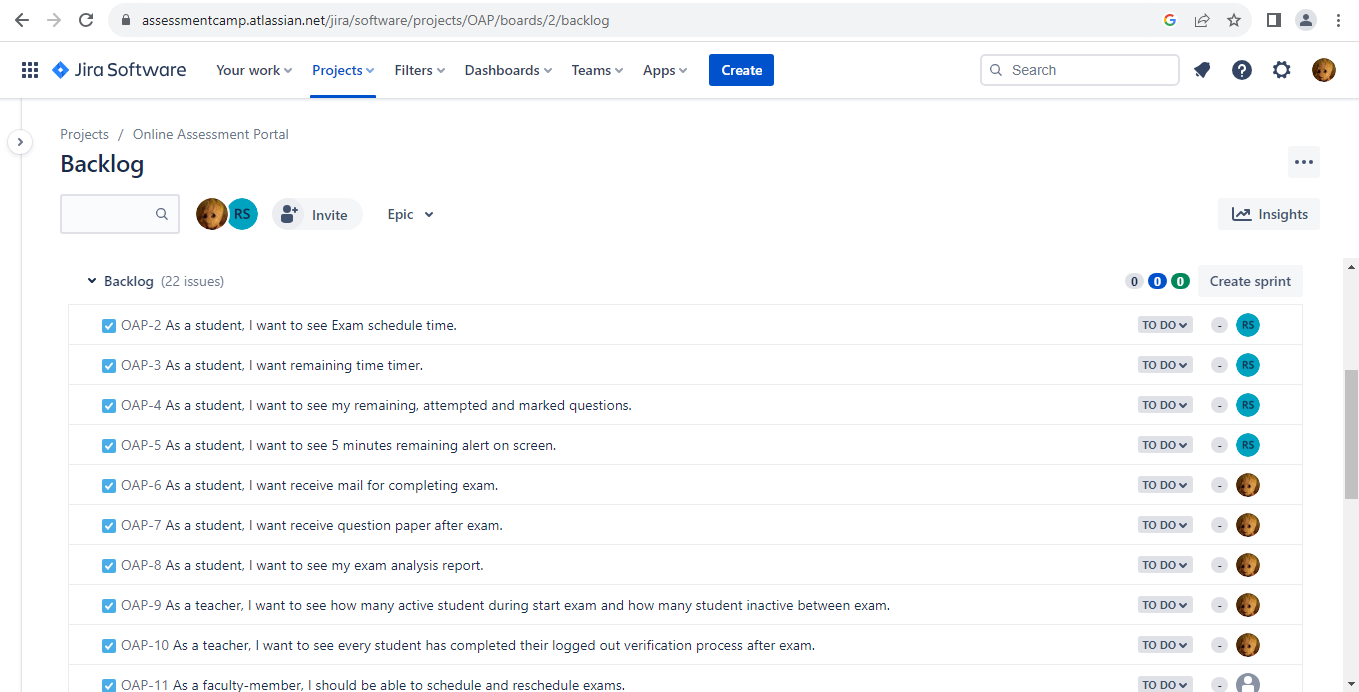 assessmentcamp.atlassian.net/jira/software/projects/OAP/boards/2/backlog
Jira Software Your work Projects Filters Dashboards Teams Apps Create Search
Projects / Online Assessment Portal
Backlog
RS Invite Epic Insights
Backlog (22 issues) 0 0 0 Create sprint
OAP-2 As a student, I want to see Exam schedule time. TO DO - RS
OAP-3 As a student, I want remaining time timer. TO DO - RS
OAP-4 As a student, I want to see my remaining, attempted and marked questions. TO DO - RS
OAP-5 As a student, I want to see 5 minutes remaining alert on screen. TO DO - RS
OAP-6 As a student, I want receive mail for completing exam. TO DO -
OAP-7 As a student, I want receive question paper after exam. TO DO -
OAP-8 As a student, I want to see my exam analysis report. TO DO -
OAP-9 As a teacher, I want to see how many active student during start exam and how many student inactive between exam. TO DO -
OAP-10 As a teacher, I want to see every student has completed their logged out verification process after exam. TO DO -
OAP-11 As a faculty-member, I should be able to schedule and reschedule exams. TO DO -